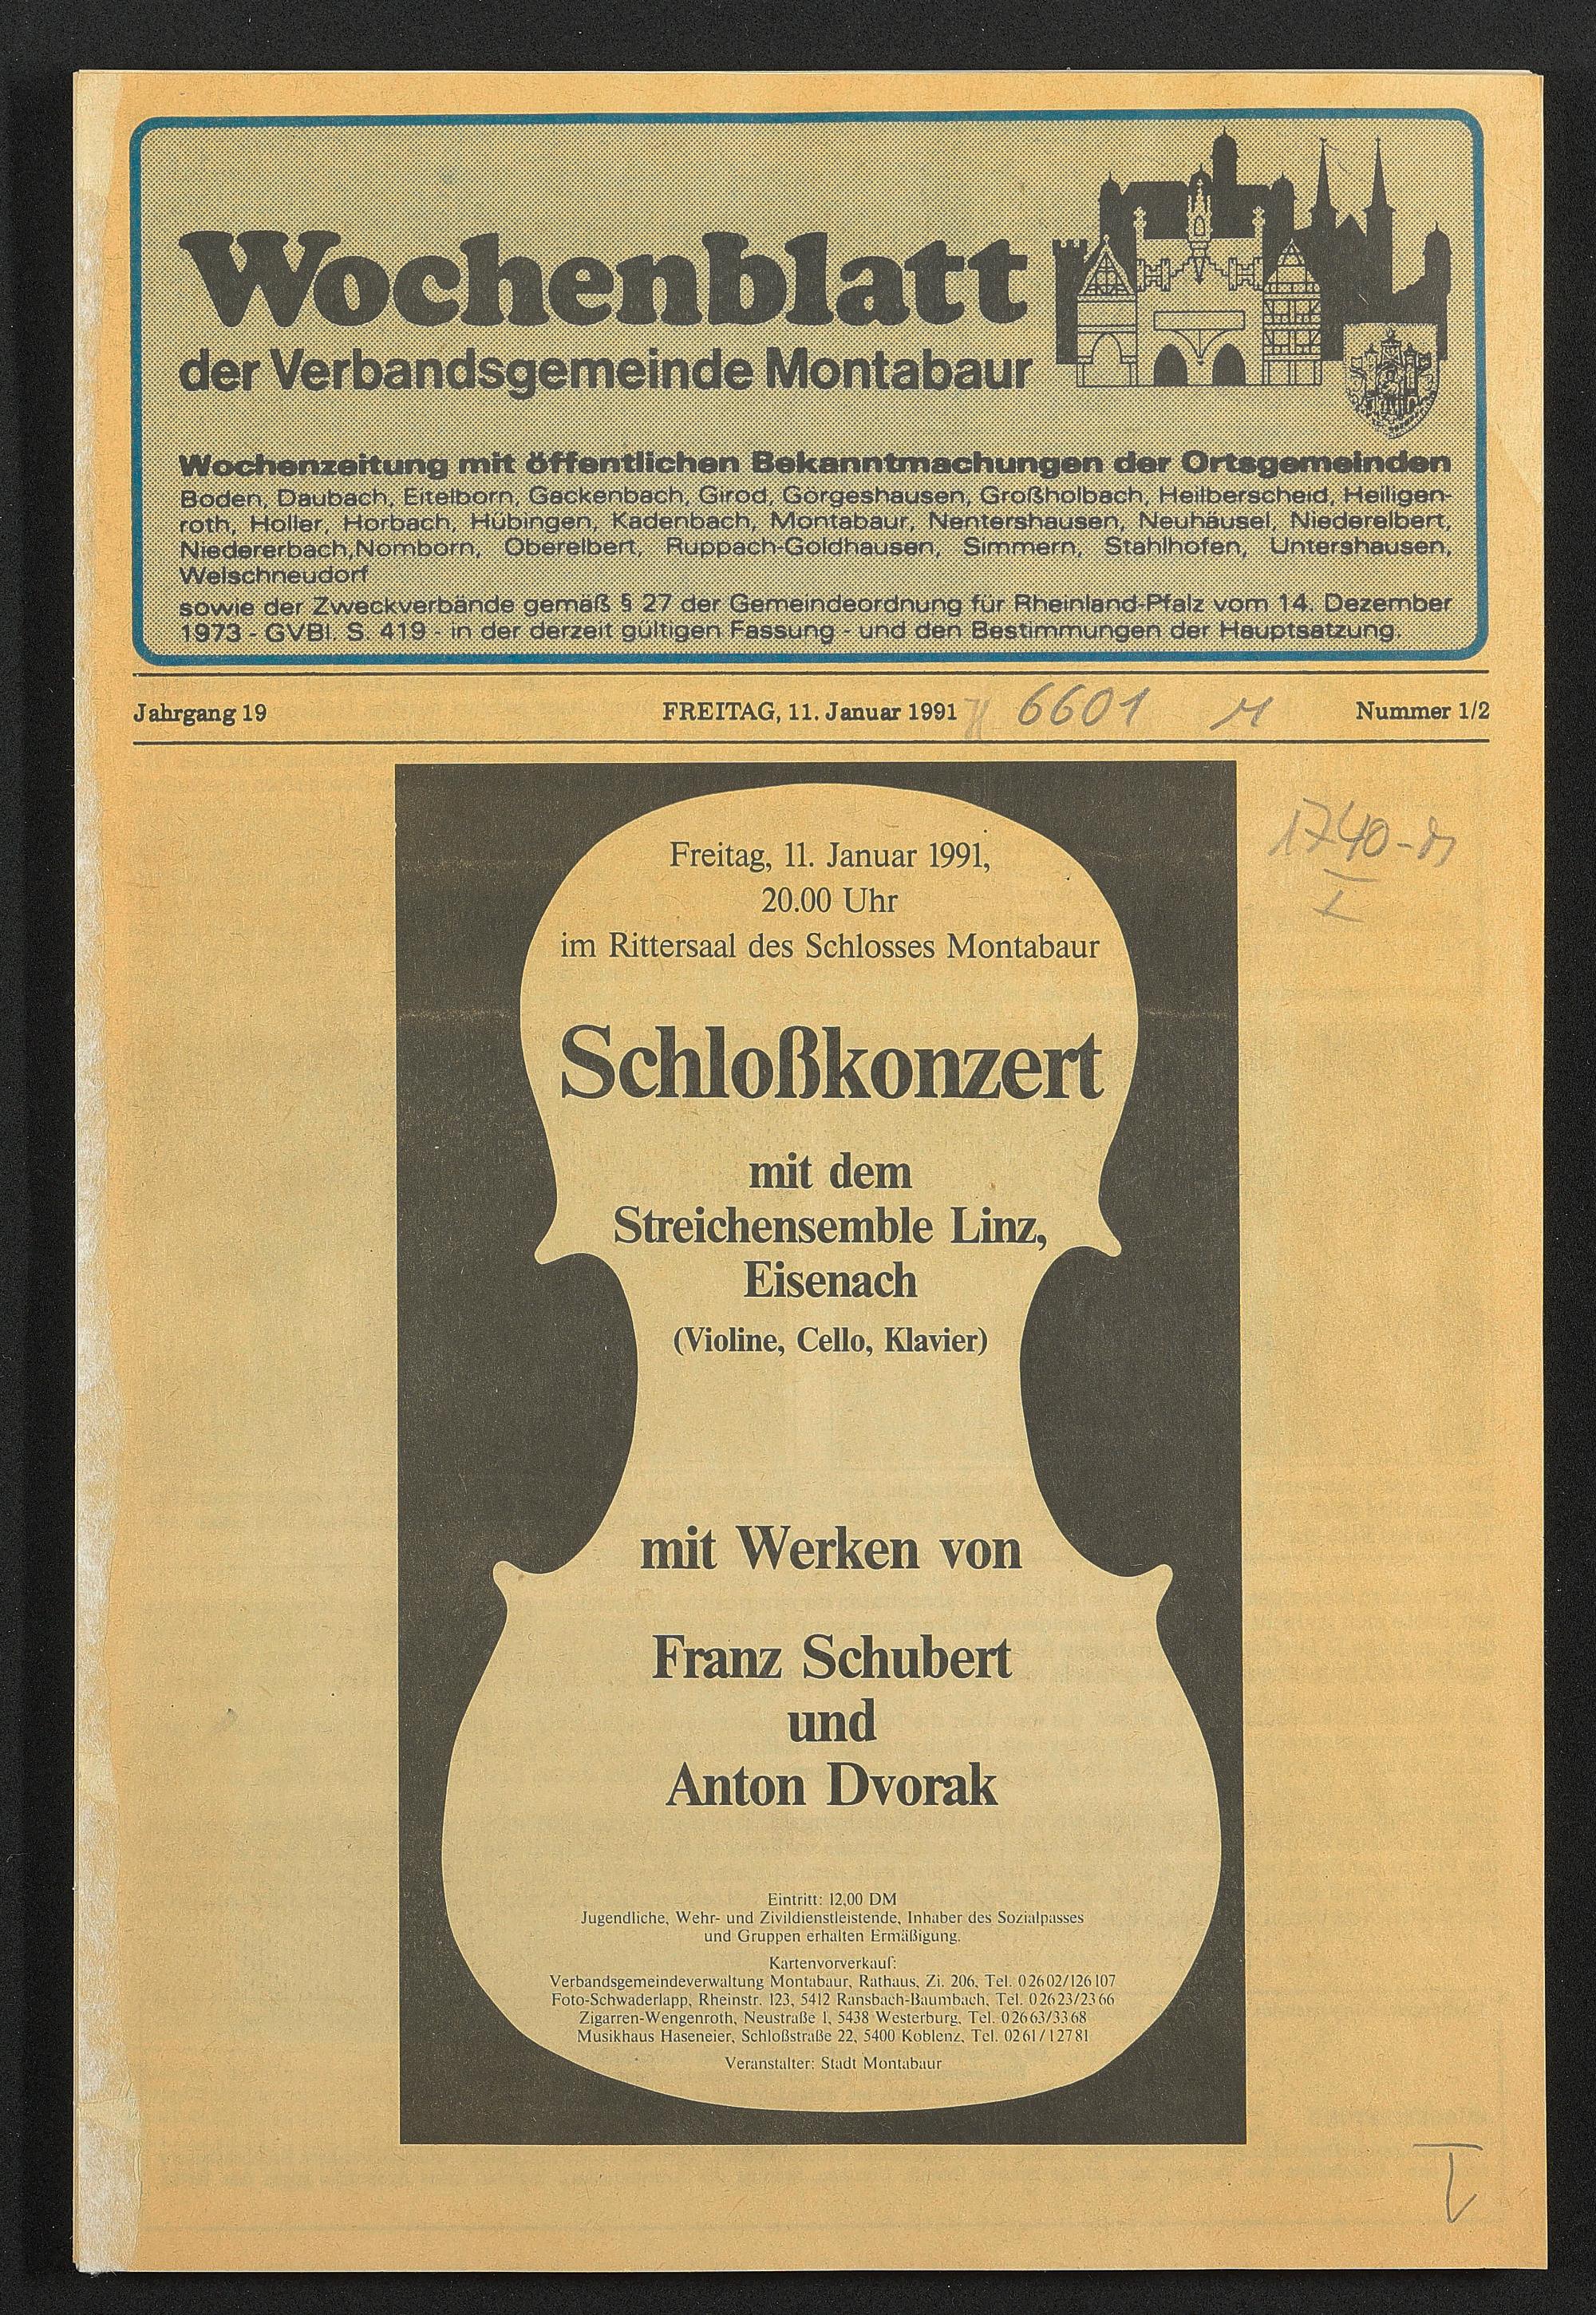 Wochenblatt
der Verbandsgemeinde Montabaur
Wochenzeitung mit öffentlichen Bekanntmachungen der Ortsgemeinden
Boden, Daubach, Eitelborn, Gackenbach, Girod, Görgeshausen, Großholbach, Heilberscheid, Heiligen-
roth, Holler, Horbach, Hübingen, Kadenbach, Montabaur, Nentershausen, Neuhäusel, Niederelbert,
Niedererbach,Nomborn, Oberelbert, Ruppach-Goldhausen, Simmern, Stahlhofen, Untershausen,
Welschneudorf
sowie der Zweckverbände gemäß § 27 der Gemeindeordnung für Rheinland-Pfalz vom 14. Dezember
1973 - GVBl. S. 419 - in der derzeit gültigen Fassung - und den Bestimmungen der Hauptsatzung.
Jahrgang 19 FREITAG, 11. Januar 1991 6601 Nummer 1/2
1740-
I
Freitag, 11. Januar 1991,
20.00 Uhr
im Rittersaal des Schlosses Montabaur
Schloßkonzert
mit dem
Streichensemble Linz,
Eisenach
(Violine, Cello, Klavier)
mit Werken von
Franz Schubert
und
Anton Dvorak
Eintritt: 12,00 DM
Jugendliche, Wehr- und Zivildienstleistende, Inhaber des Sozialpasses
und Gruppen erhalten Ermäßigung.
Kartenvorverkauf:
Verbandsgemeindeverwaltung Montabaur, Rathaus, Zi. 206, Tel. 02602/126107
Foto-Schwaderlapp, Rheinstr. 123, 5412 Ransbach-Baumbach, Tel. 02623/2366
Zigarren-Wengenroth, Neustraße 1, 5438 Westerburg, Tel. 02663/3368
Musikhaus Haseneier, Schloßstraße 22, 5400 Koblenz, Tel. 0261/12781
Veranstalter: Stadt Montabaur